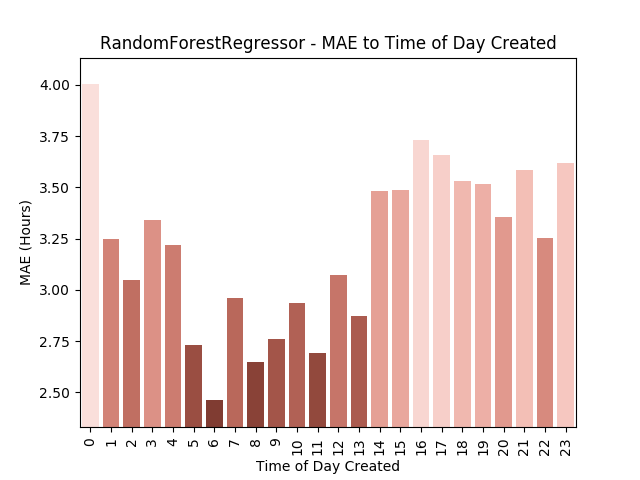 RandomForestRegressor - MAE to Time of Day Created
4.00
3.75
3.50
3.25
3.00
2.75
2.50
MAE (Hours)
0 1 2 3 4 5 6 7 8 9 10 11 12 13 14 15 16 17 18 19 20 21 22 23
Time of Day Created